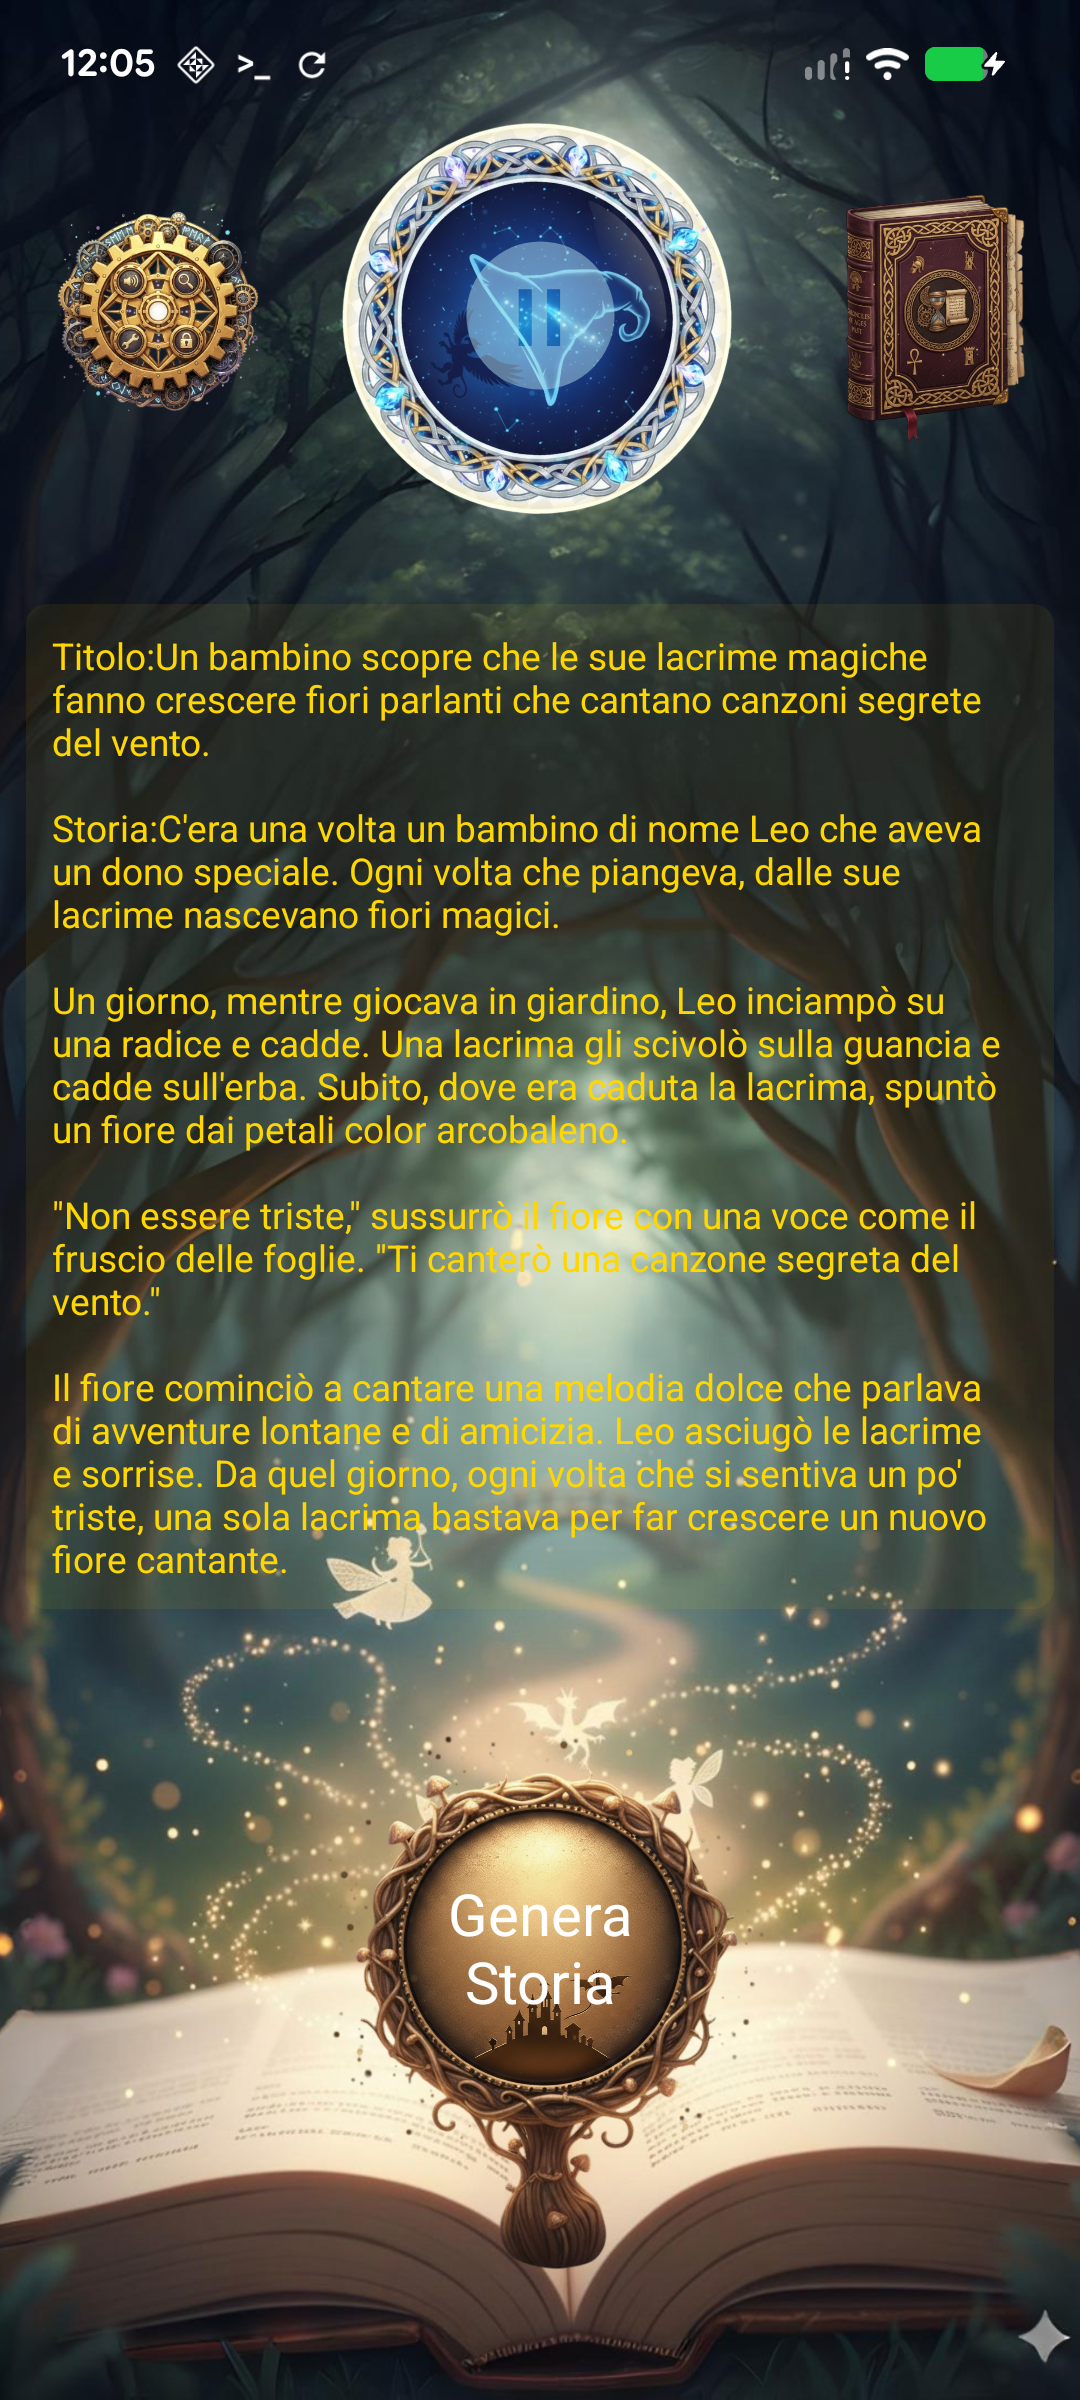 12:05
Titolo:Un bambino scopre che le sue lacrime magiche
fanno crescere fiori parlanti che cantano canzoni segrete
del vento.
Storia:C'era una volta un bambino di nome Leo che aveva
un dono speciale. Ogni volta che piangeva, dalle sue
lacrime nascevano fiori magici.
Un giorno, mentre giocava in giardino, Leo inciampò su
una radice e cadde. Una lacrima gli scivolò sulla guancia e
cadde sull'erba. Subito, dove era caduta la lacrima, spuntò
un fiore dai petali color arcobaleno.
"Non essere triste," sussurrò il fiore con una voce come il
fruscio delle foglie. "Ti canterò una canzone segreta del
vento."
Il fiore cominciò a cantare una melodia dolce che parlava
di avventure lontane e di amicizia. Leo asciugò le lacrime
e sorrise. Da quel giorno, ogni volta che si sentiva un po'
triste, una sola lacrima bastava per far crescere un nuovo
fiore cantante.
Genera
Storia